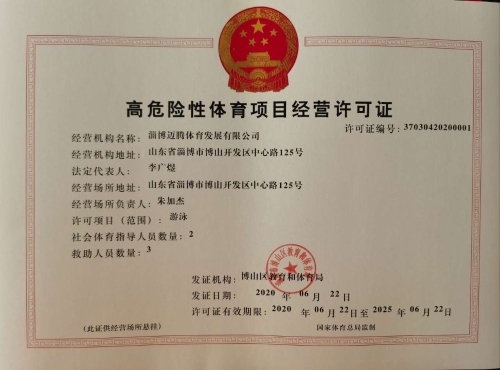 高危险性体育项目经营许可证
许可证编号: 37030420200001
经营机构名称: 淄博迈腾体育发展有限公司
经营机构地址: 山东省淄博市博山开发区中心路125号
法定代表人: 李广煜
经营场所地址: 山东省淄博市博山开发区中心路125号
经营场所负责人: 朱加杰
许可项目（范围）: 游泳
社会体育指导人员数量: 2
救助人员数量: 3
发证机构: 博山区教育和体育局
发证日期: 2020 年 06 月 22 日
许可证有效期限: 2020 年 06 月 22 日至 2025 年 06 月 22 日
（此证供经营场所悬挂）
国家体育总局监制